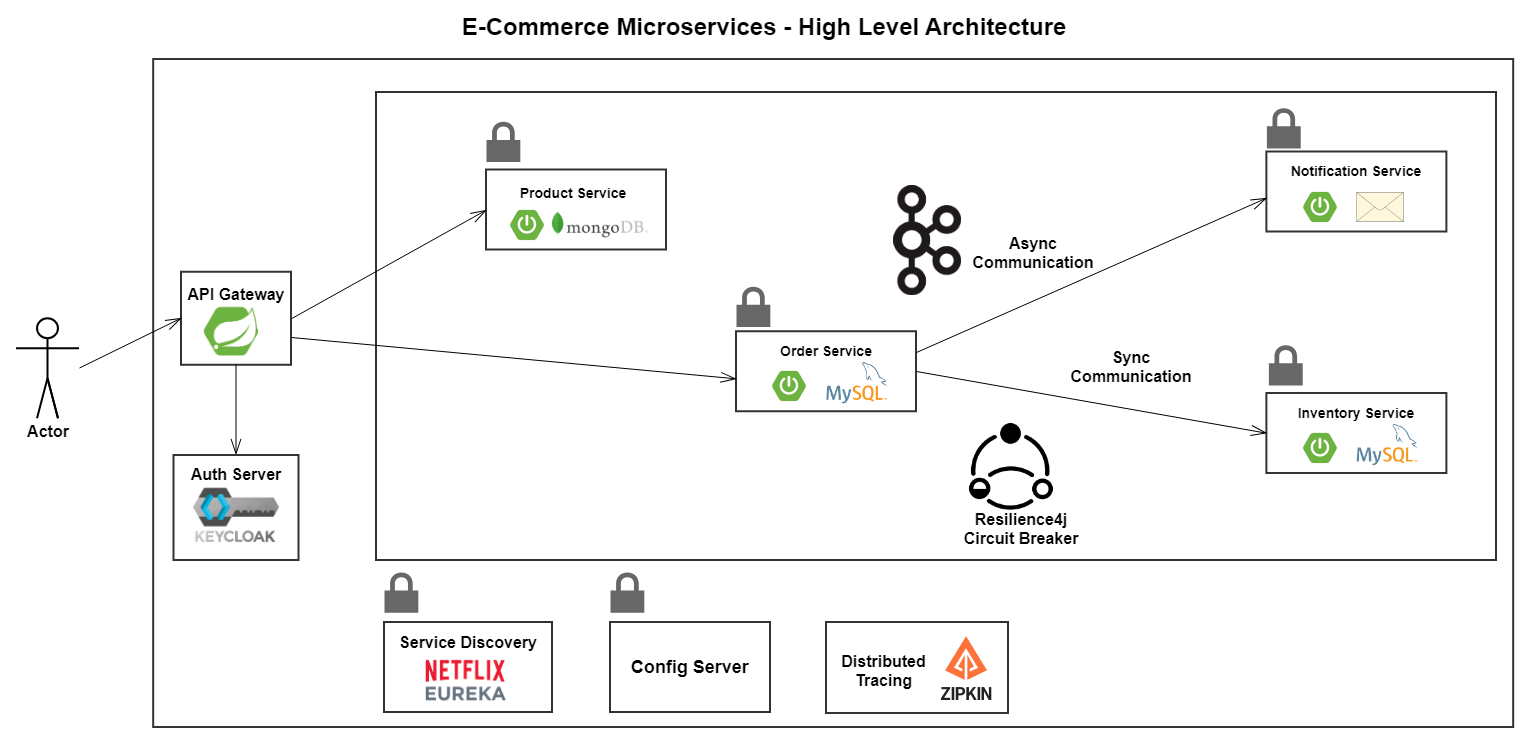 E-Commerce Microservices - High Level Architecture
Product Service
mongoDB
Notification Service
Async
Communication
API Gateway
Order Service
MySQL
Sync
Communication
Inventory Service
MySQL
Actor
Auth Server
KEYCLOAK
Resilience4j
Circuit Breaker
Service Discovery
NETFLIX
EUREKA
Config Server
Distributed
Tracing
ZIPKIN